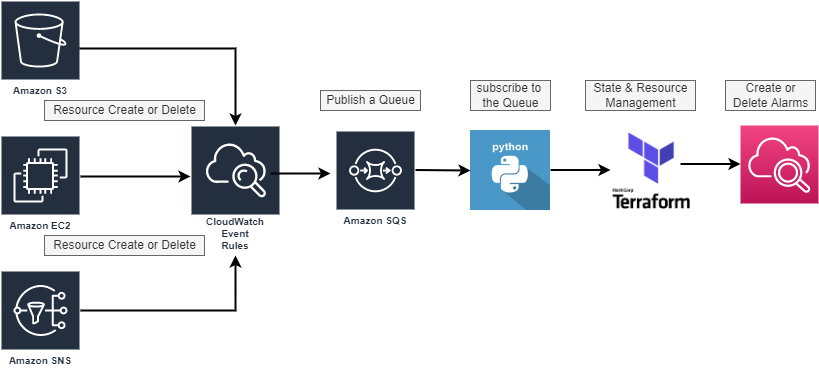 Amazon S3
Resource Create or Delete
Amazon EC2
Resource Create or Delete
Amazon SNS
CloudWatch
Event
Rules
Publish a Queue
Amazon SQS
subscribe to
the Queue
python
State & Resource
Management
HashiCorp
Terraform
Create or
Delete Alarms